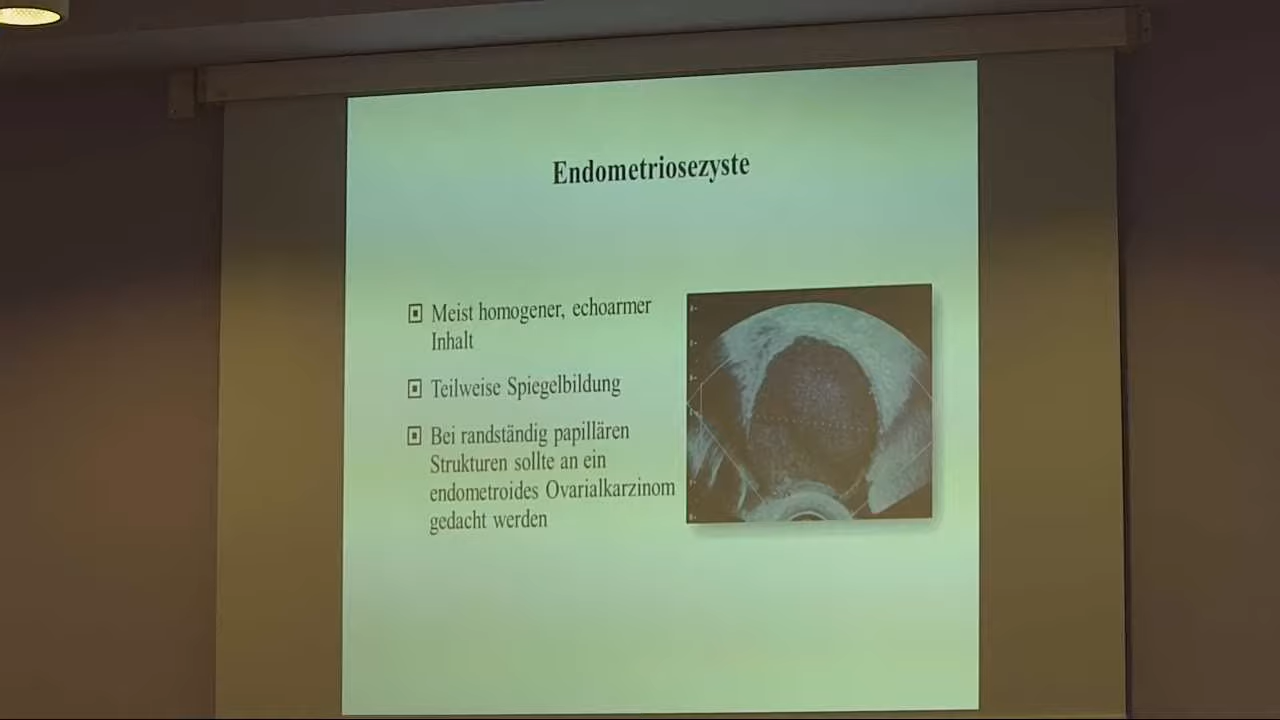 Endometriosezyste
Meist homogener, echoarmer
Inhalt
Teilweise Spiegelbildung
Bei randständig papillären
Strukturen sollte an ein
endometroides Ovarialkarzinom
gedacht werden